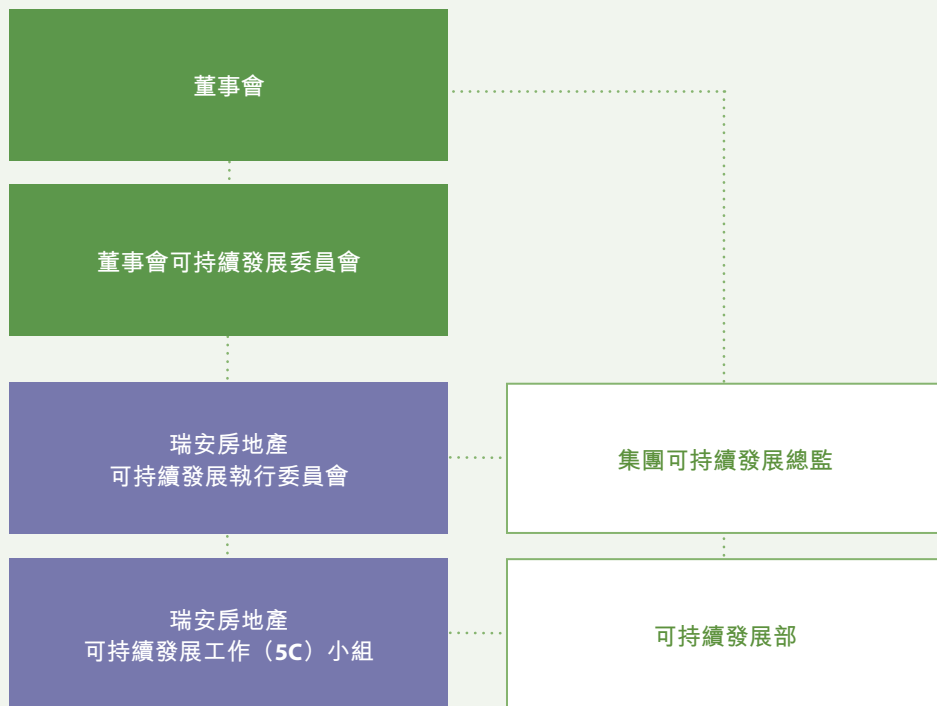 董事會
董事會可持續發展委員會
瑞安房地產
可持續發展執行委員會
集團可持續發展總監
瑞安房地產
可持續發展工作（5C）小組
可持續發展部